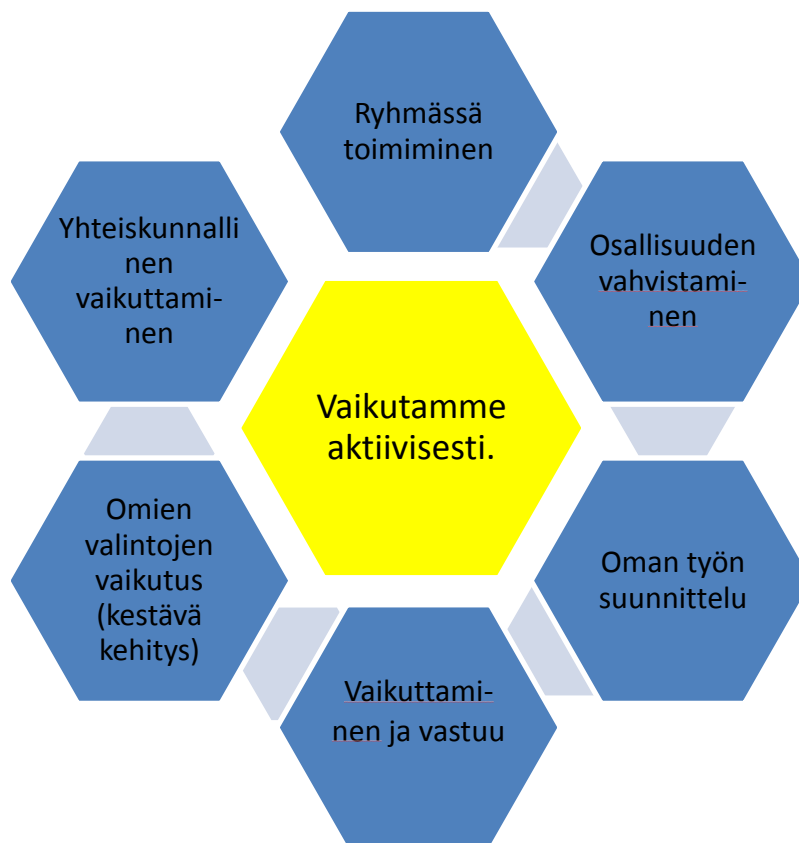 Ryhmässä
toimiminen
Osallisuuden
vahvistami-
nen
Oman työn
suunnittelu
Vaikuttami-
nen ja vastuu
Omien
valintojen
vaikutus
(kestävä
kehitys)
Yhteiskunnalli
nen
vaikuttami-
nen
Vaikutamme
aktiivisesti.